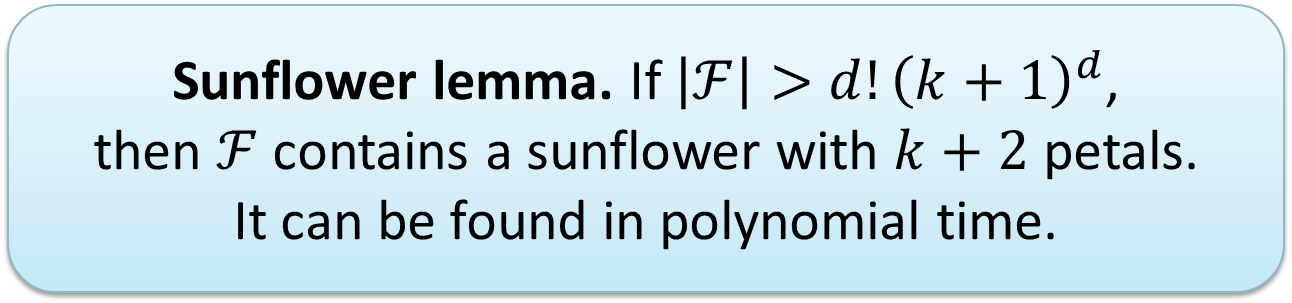 Sunflower lemma. If |ℱ| > d! (k + 1)^d,
then ℱ contains a sunflower with k + 2 petals.
It can be found in polynomial time.